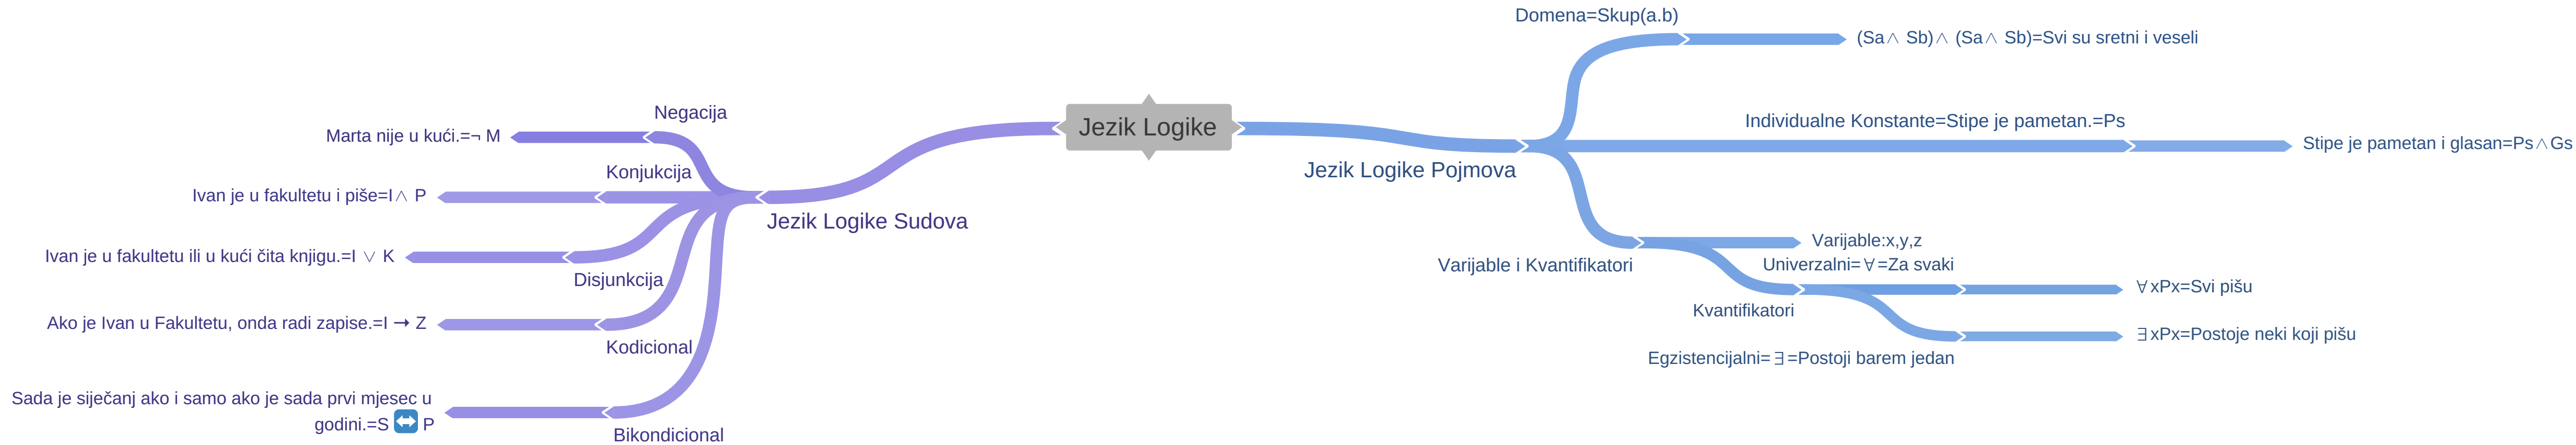 Jezik Logike
Jezik Logike Sudova
Negacija
Marta nije u kući.=¬ M
Konjukcija
Ivan je u fakultetu i piše=I∧ P
Disjunkcija
Ivan je u fakultetu ili u kući čita knjigu.=I ∨ K
Kodicional
Ako je Ivan u Fakultetu, onda radi zapise.=I ➝ Z
Bikondicional
Sada je siječanj ako i samo ako je sada prvi mjesec u
godini.=S ↔️ P
Jezik Logike Pojmova
Domena=Skup(a.b)
(Sa∧ Sb)∧ (Sa∧ Sb)=Svi su sretni i veseli
Individualne Konstante=Stipe je pametan.=Ps
Stipe je pametan i glasan=Ps∧Gs
Varijable i Kvantifikatori
Varijable:x,y,z
Kvantifikatori
Univerzalni=∀=Za svaki
∀xPx=Svi pišu
Egzistencijalni=∃=Postoji barem jedan
∃xPx=Postoje neki koji pišu